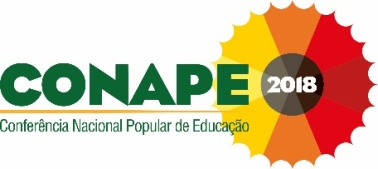 CONAPE 2018
Conferência Nacional Popular de Educação